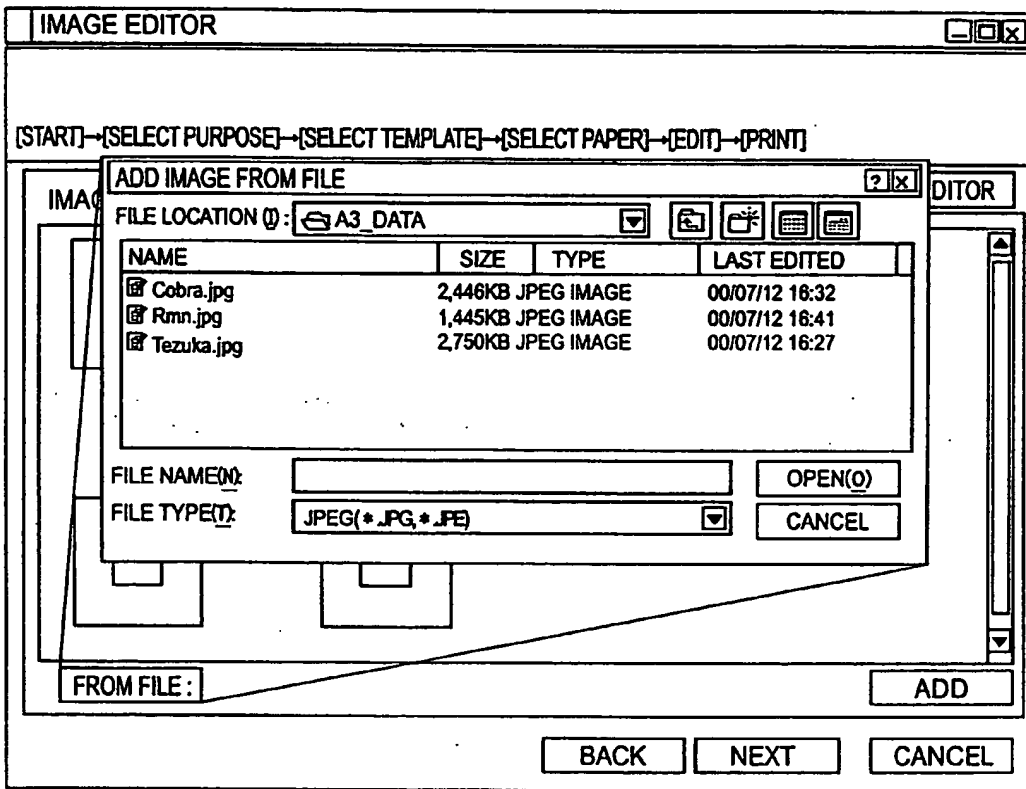 IMAGE EDITOR
[START]→[SELECT PURPOSE]→[SELECT TEMPLATE]→[SELECT PAPER]→[EDIT]→[PRINT]
IMAG
DITOR
ADD IMAGE FROM FILE
FILE LOCATION (I) : A3_DATA
NAME SIZE TYPE LAST EDITED
Cobra.jpg 2,446KB JPEG IMAGE 00/07/12 16:32
Rmn.jpg 1,445KB JPEG IMAGE 00/07/12 16:41
Tezuka.jpg 2,750KB JPEG IMAGE 00/07/12 16:27
FILE NAME(N): OPEN(O)
FILE TYPE(T): JPEG(*.JPG,*.JPE) CANCEL
FROM FILE : ADD
BACK NEXT CANCEL